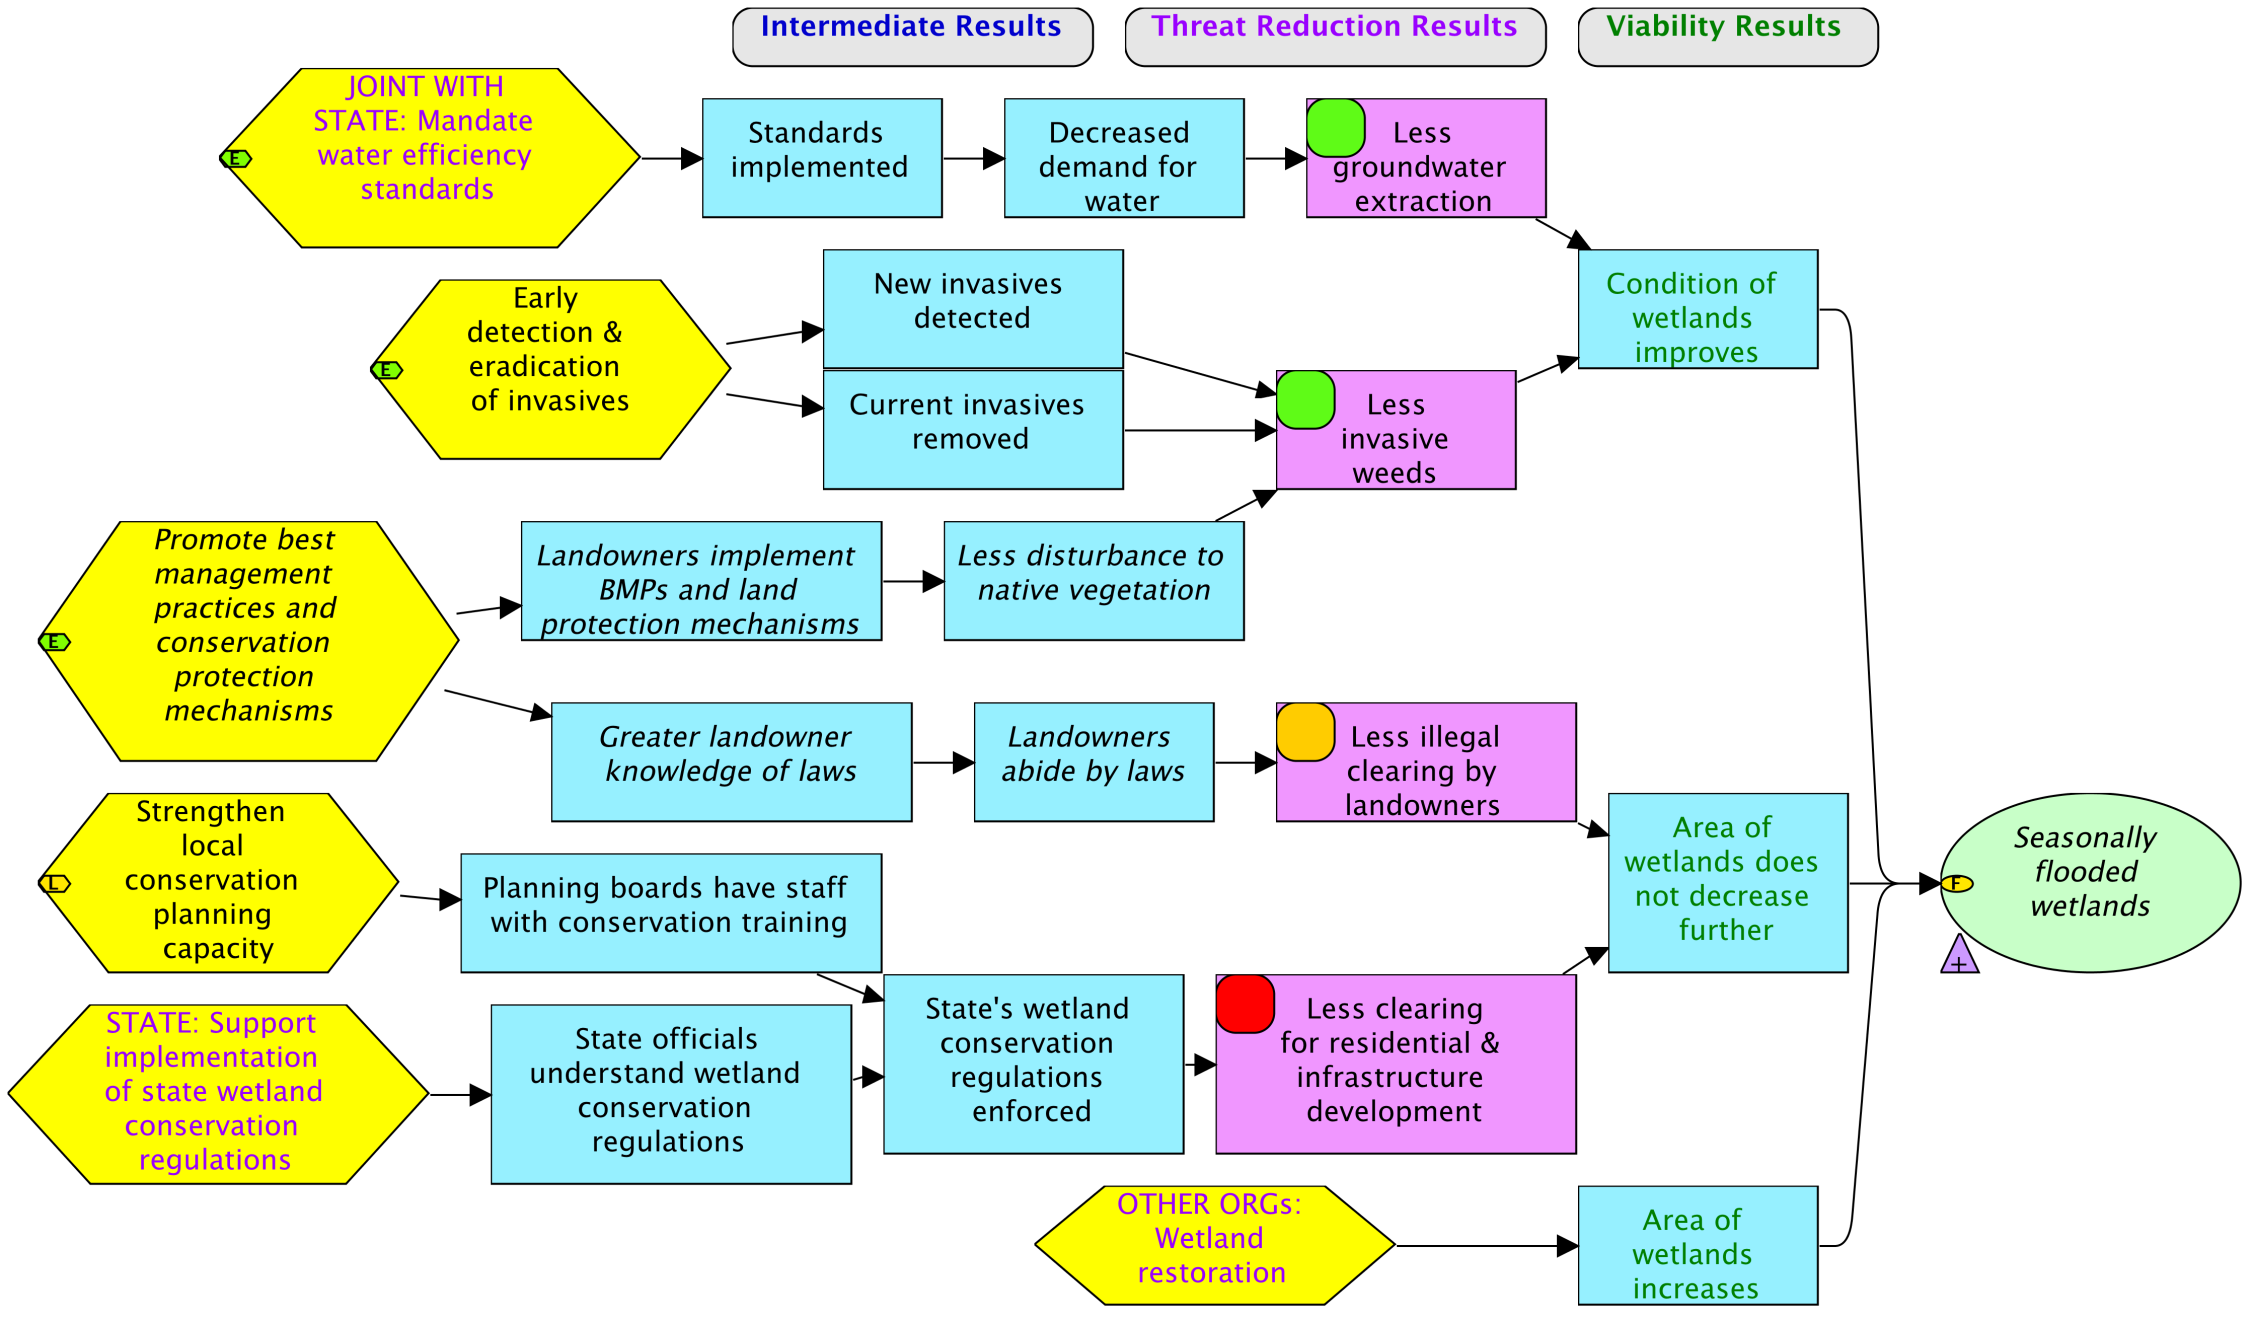 Intermediate Results
Threat Reduction Results
Viability Results
JOINT WITH
STATE: Mandate
water efficiency
standards
E
Standards
implemented
Decreased
demand for
water
Less
groundwater
extraction
Early
detection &
eradication
of invasives
E
New invasives
detected
Current invasives
removed
Less
invasive
weeds
Condition of
wetlands
improves
Promote best
management
practices and
conservation
protection
mechanisms
E
Landowners implement
BMPs and land
protection mechanisms
Less disturbance to
native vegetation
Greater landowner
knowledge of laws
Landowners
abide by laws
Less illegal
clearing by
landowners
Strengthen
local
conservation
planning
capacity
L
Planning boards have staff
with conservation training
Area of
wetlands does
not decrease
further
Seasonally
flooded
wetlands
F
+
STATE: Support
implementation
of state wetland
conservation
regulations
State officials
understand wetland
conservation
regulations
State's wetland
conservation
regulations
enforced
Less clearing
for residential &
infrastructure
development
OTHER ORGs:
Wetland
restoration
Area of
wetlands
increases